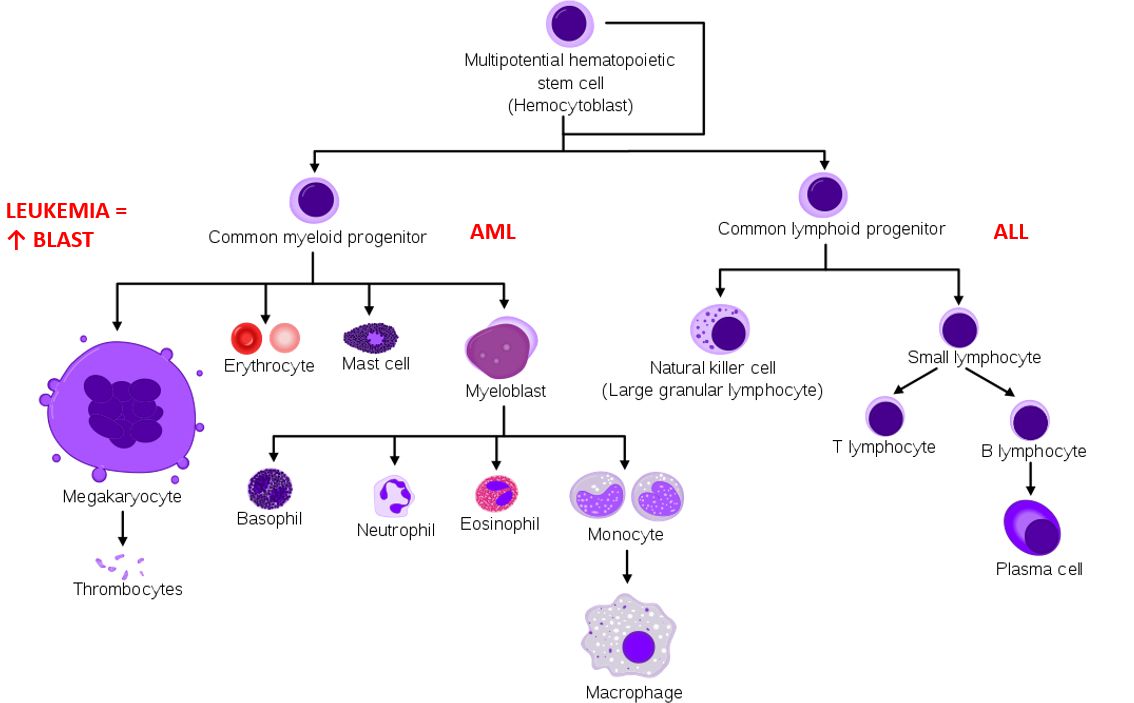 Multipotential hematopoietic
stem cell
(Hemocytoblast)
LEUKEMIA =
↑ BLAST
Common myeloid progenitor
AML
Common lymphoid progenitor
ALL
Erythrocyte
Mast cell
Myeloblast
Natural killer cell
(Large granular lymphocyte)
Small lymphocyte
T lymphocyte
B lymphocyte
Megakaryocyte
Basophil
Neutrophil
Eosinophil
Monocyte
Plasma cell
Thrombocytes
Macrophage